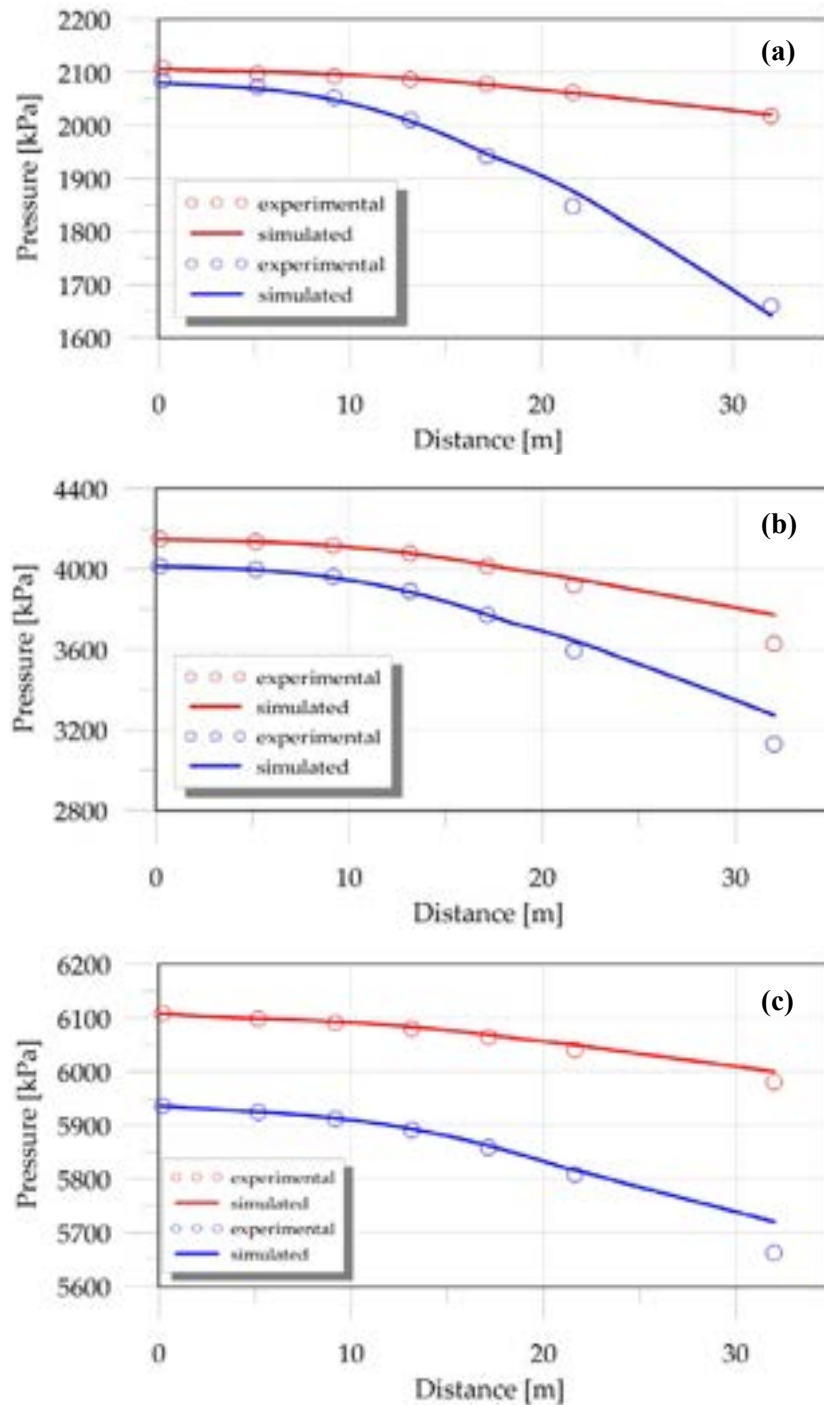 2200
(a)
2100
2000
1900
1800
1700
1600
Pressure [kPa]
experimental
simulated
experimental
simulated
0 10 20 30
Distance [m]
4400
(b)
4000
3600
3200
2800
Pressure [kPa]
experimental
simulated
experimental
simulated
0 10 20 30
Distance [m]
6200
(c)
6100
6000
5900
5800
5700
5600
Pressure [kPa]
experimental
simulated
experimental
simulated
0 10 20 30
Distance [m]